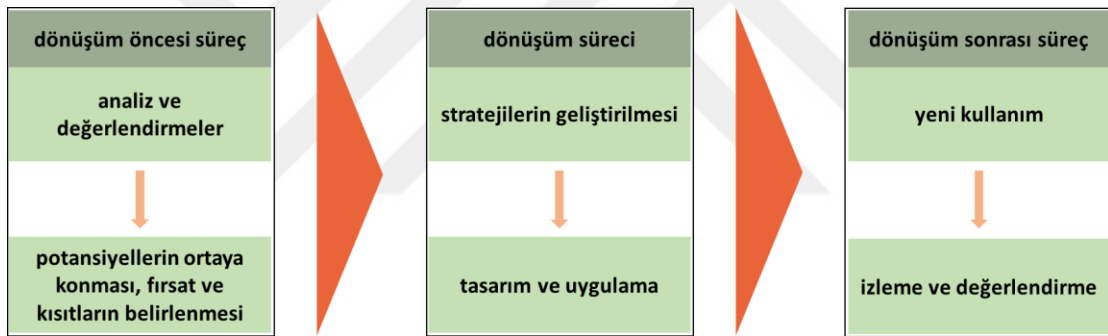 dönüşüm öncesi süreç
analiz ve
değerlendirmeler
potansiyellerin ortaya
konması, fırsat ve
kısıtların belirlenmesi
dönüşüm süreci
stratejilerin geliştirilmesi
tasarım ve uygulama
dönüşüm sonrası süreç
yeni kullanım
izleme ve değerlendirme